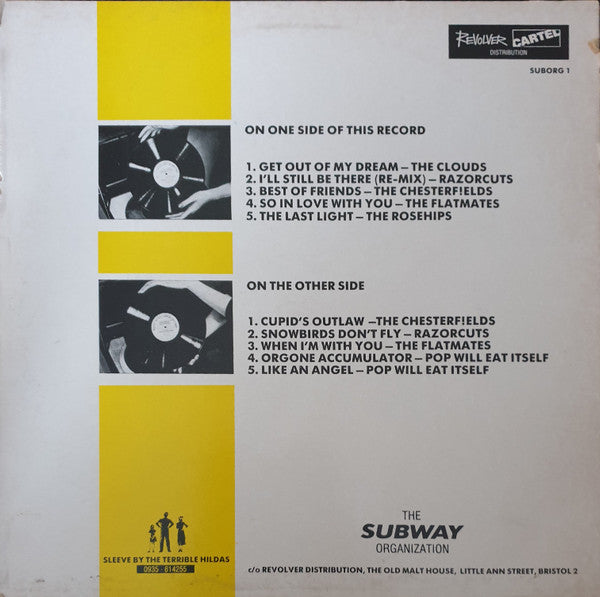 REVOLVER CARTEL
DISTRIBUTION
SUBORG 1
ON ONE SIDE OF THIS RECORD
1. GET OUT OF MY DREAM – THE CLOUDS
2. I'LL STILL BE THERE (RE-MIX) – RAZORCUTS
3. BEST OF FRIENDS – THE CHESTERF!ELDS
4. SO IN LOVE WITH YOU – THE FLATMATES
5. THE LAST LIGHT – THE ROSEHIPS
ON THE OTHER SIDE
1. CUPID'S OUTLAW –THE CHESTERF!ELDS
2. SNOWBIRDS DON'T FLY – RAZORCUTS
3. WHEN I'M WITH YOU – THE FLATMATES
4. ORGONE ACCUMULATOR – POP WILL EAT ITSELF
5. LIKE AN ANGEL – POP WILL EAT ITSELF
SLEEVE BY THE TERRIBLE HILDAS
0935 - 614255
THE
SUBWAY
ORGANIZATION
c/o REVOLVER DISTRIBUTION, THE OLD MALT HOUSE, LITTLE ANN STREET, BRISTOL 2